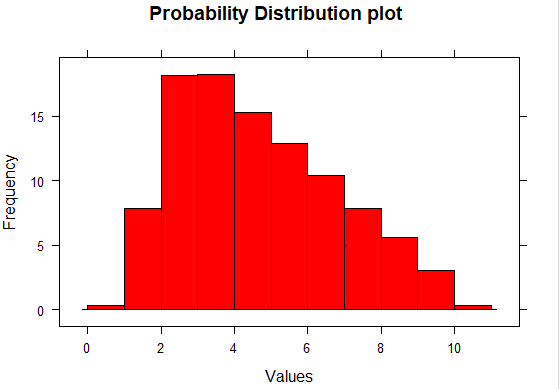 Probability Distribution plot
15
10
5
0
Frequency
0 2 4 6 8 10
Values